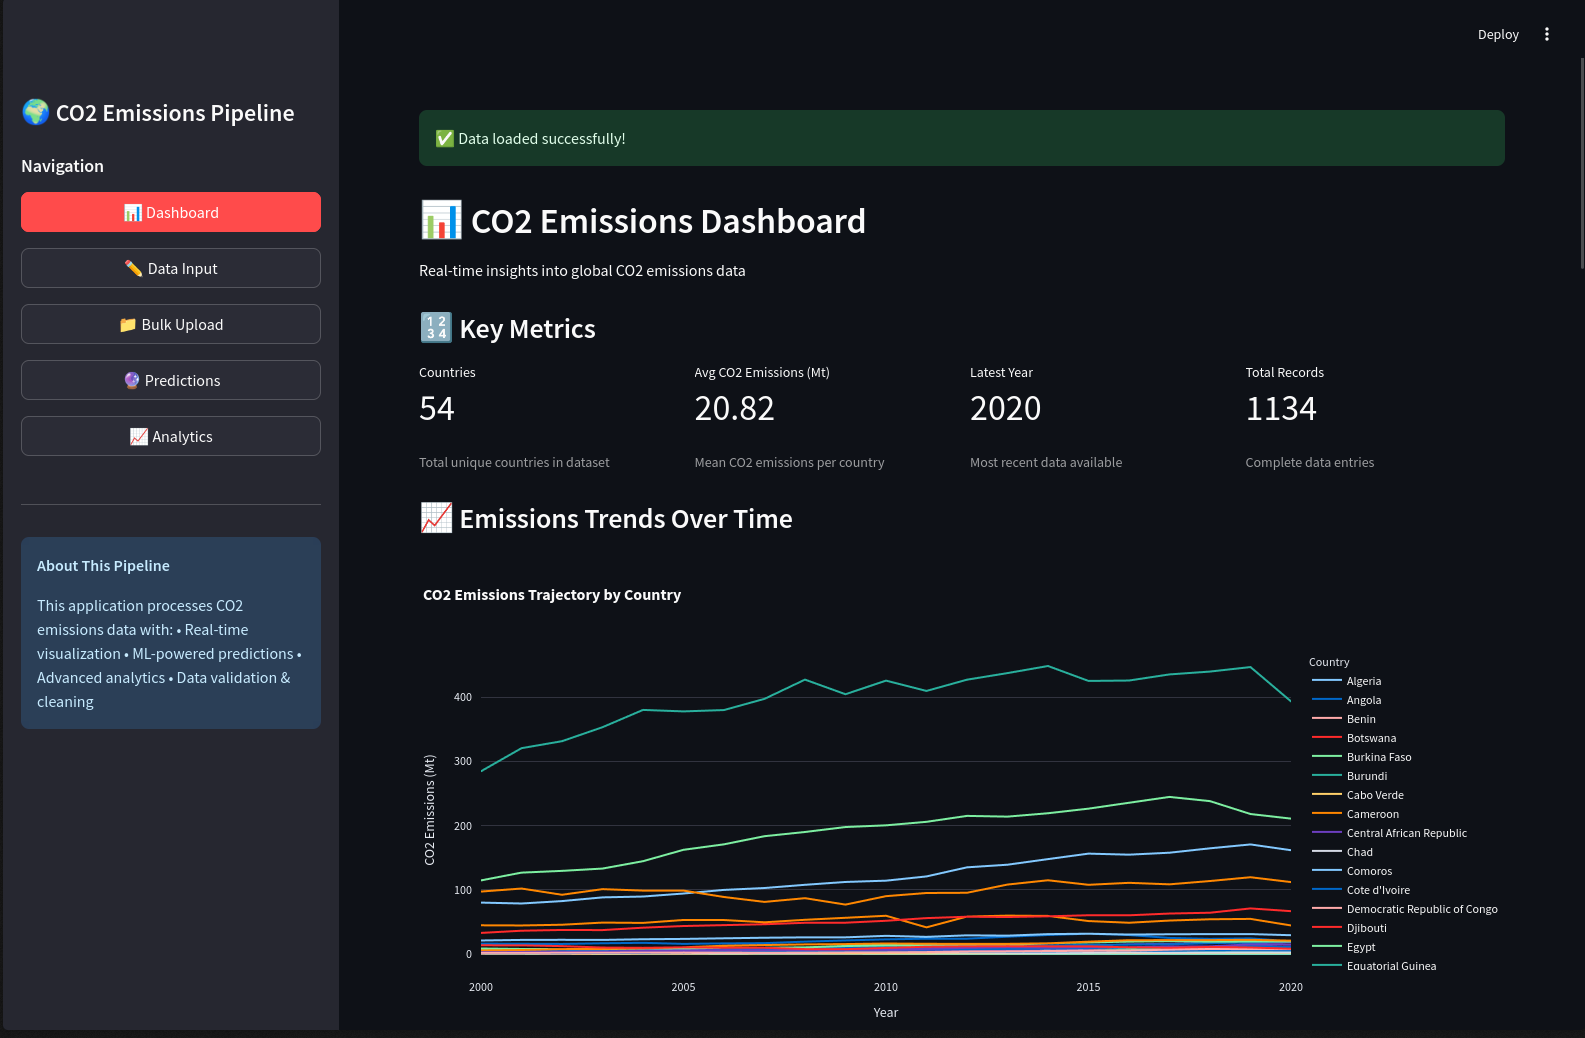 Deploy
🌍 CO2 Emissions Pipeline
Navigation
📊 Dashboard
✏️ Data Input
📁 Bulk Upload
🔮 Predictions
📈 Analytics
About This Pipeline
This application processes CO2
emissions data with: • Real-time
visualization • ML-powered predictions •
Advanced analytics • Data validation &
cleaning
✅ Data loaded successfully!
📊 CO2 Emissions Dashboard
Real-time insights into global CO2 emissions data
🔢 Key Metrics
Countries
54
Total unique countries in dataset
Avg CO2 Emissions (Mt)
20.82
Mean CO2 emissions per country
Latest Year
2020
Most recent data available
Total Records
1134
Complete data entries
📈 Emissions Trends Over Time
CO2 Emissions Trajectory by Country
CO2 Emissions (Mt)
400
300
200
100
0
2000
2005
2010
2015
2020
Year
Country
Algeria
Angola
Benin
Botswana
Burkina Faso
Burundi
Cabo Verde
Cameroon
Central African Republic
Chad
Comoros
Cote d'Ivoire
Democratic Republic of Congo
Djibouti
Egypt
Equatorial Guinea